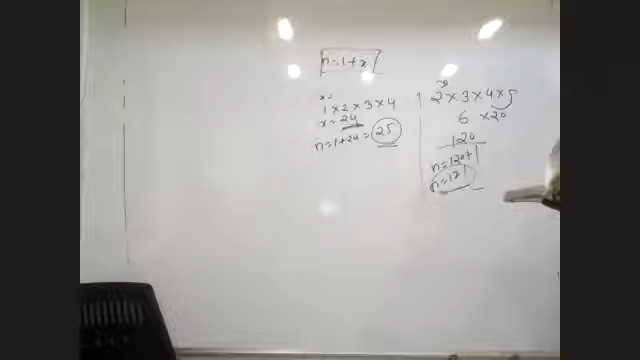 n=1+x
x=
1×2×3×4
x=24
n=1+24=25
2×3×4×5
6 ×20
120
n=120+1
n=121